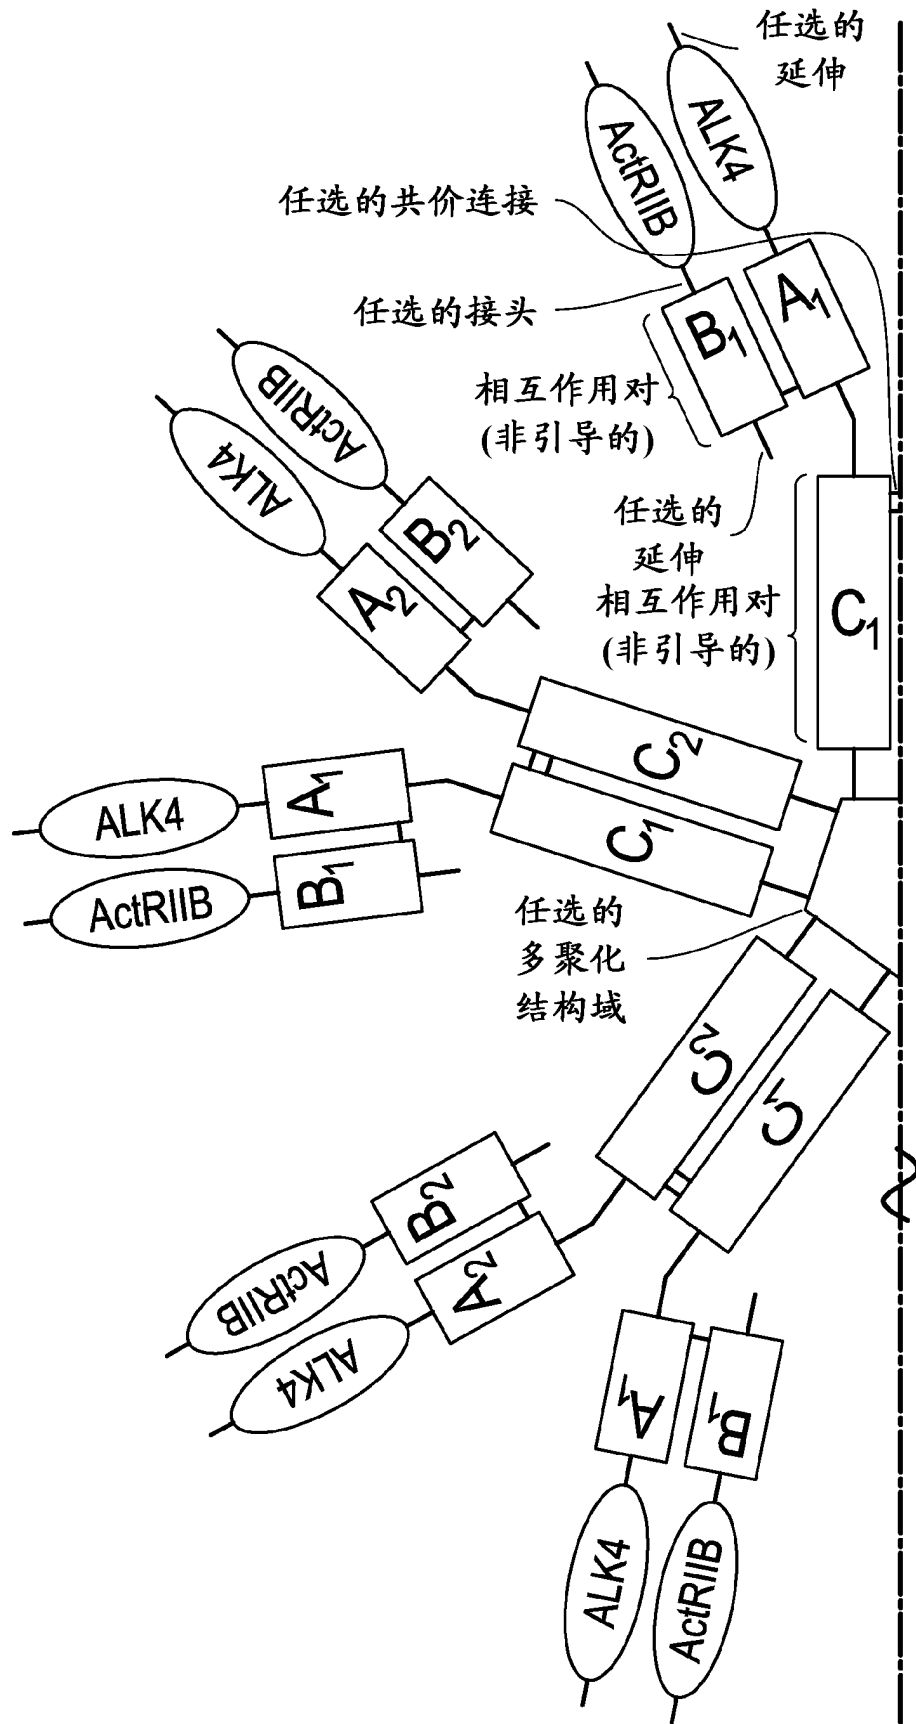 任选的
延伸
ALK4
ActRIIB
任选的共价连接
任选的接头
A1
B1
相互作用对
(非引导的)
任选的
延伸
相互作用对
(非引导的)
C1
ActRIIB
ALK4
B2
A2
C2
C1
ALK4
A1
ActRIIB
B1
任选的
多聚化
结构域
C2
C1
B2
A2
ActRIIB
ALK4
A1
B1
ALK4
ActRIIB